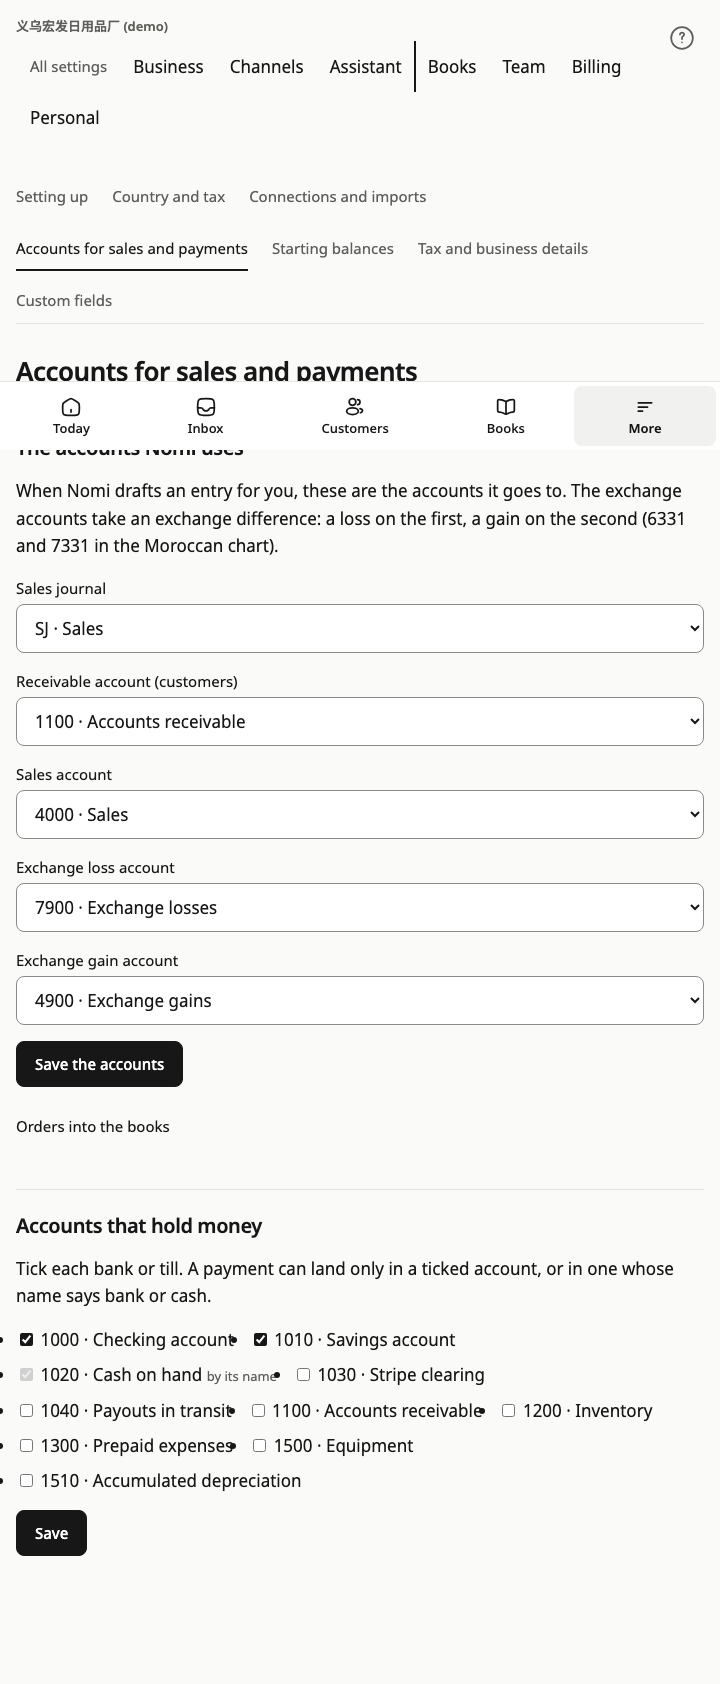 义乌宏发日用品厂 (demo)
All settings Business Channels Assistant Books Team Billing
Personal
Setting up Country and tax Connections and imports
Accounts for sales and payments Starting balances Tax and business details
Custom fields
Accounts for sales and payments
Today Inbox Customers Books More
The accounts Nomi uses
When Nomi drafts an entry for you, these are the accounts it goes to. The exchange
accounts take an exchange difference: a loss on the first, a gain on the second (6331
and 7331 in the Moroccan chart).
Sales journal
SJ · Sales
Receivable account (customers)
1100 · Accounts receivable
Sales account
4000 · Sales
Exchange loss account
7900 · Exchange losses
Exchange gain account
4900 · Exchange gains
Save the accounts
Orders into the books
Accounts that hold money
Tick each bank or till. A payment can land only in a ticked account, or in one whose
name says bank or cash.
1000 · Checking account 1010 · Savings account
1020 · Cash on hand by its name 1030 · Stripe clearing
1040 · Payouts in transit 1100 · Accounts receivable 1200 · Inventory
1300 · Prepaid expenses 1500 · Equipment
1510 · Accumulated depreciation
Save